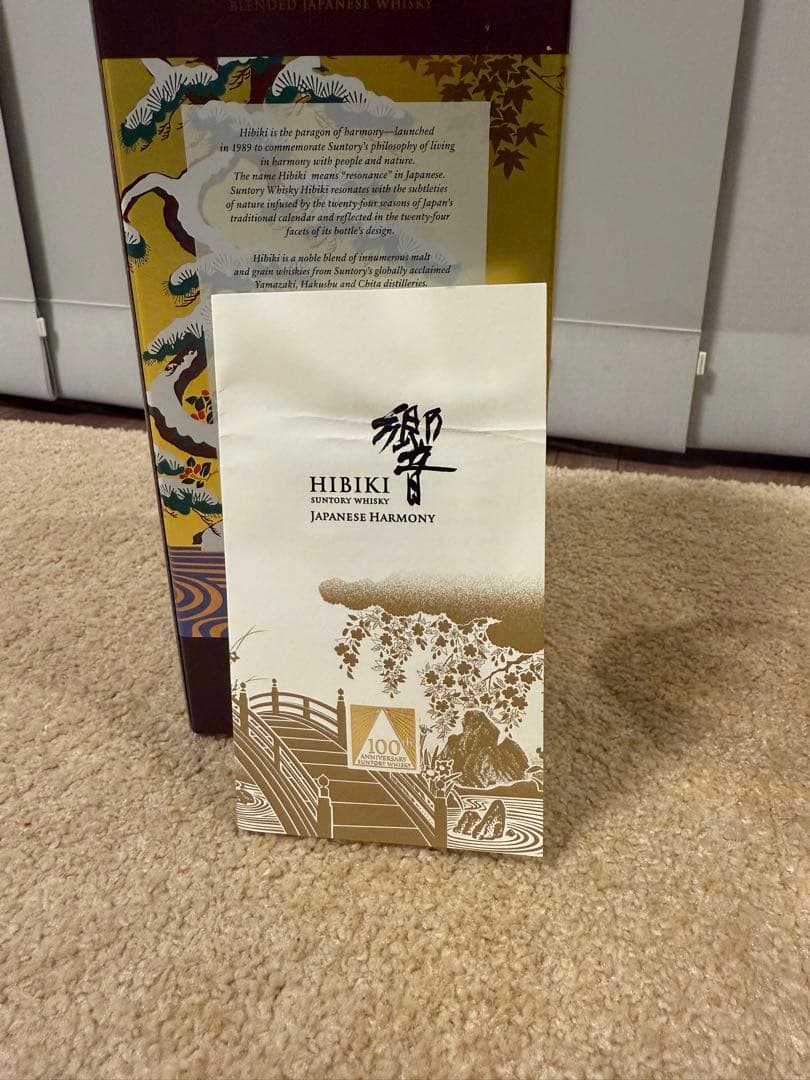 BLENDED JAPANESE WHISKY
Hibiki is the paragon of harmony—launched
in 1989 to commemorate Suntory's philosophy of living
in harmony with people and nature.
The name Hibiki means "resonance" in Japanese.
Suntory Whisky Hibiki resonates with the subtleties
of nature infused by the twenty-four seasons of Japan's
traditional calendar and reflected in the twenty-four
facets of its bottle's design.
Hibiki is a noble blend of innumerous malt
and grain whiskies from Suntory's globally acclaimed
Yamazaki, Hakushu and Chita distilleries.
響
HIBIKI
SUNTORY WHISKY
JAPANESE HARMONY
100TH
ANNIVERSARY
SUNTORY WHISKY